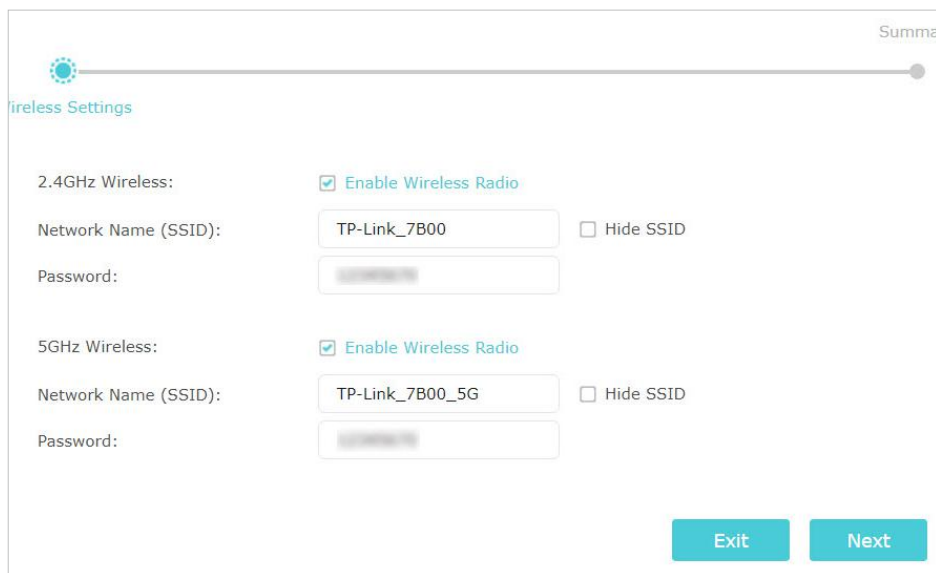 Summa
ireless Settings
2.4GHz Wireless: Enable Wireless Radio
Network Name (SSID): TP-Link_7B00 Hide SSID
Password:
5GHz Wireless: Enable Wireless Radio
Network Name (SSID): TP-Link_7B00_5G Hide SSID
Password:
Exit Next